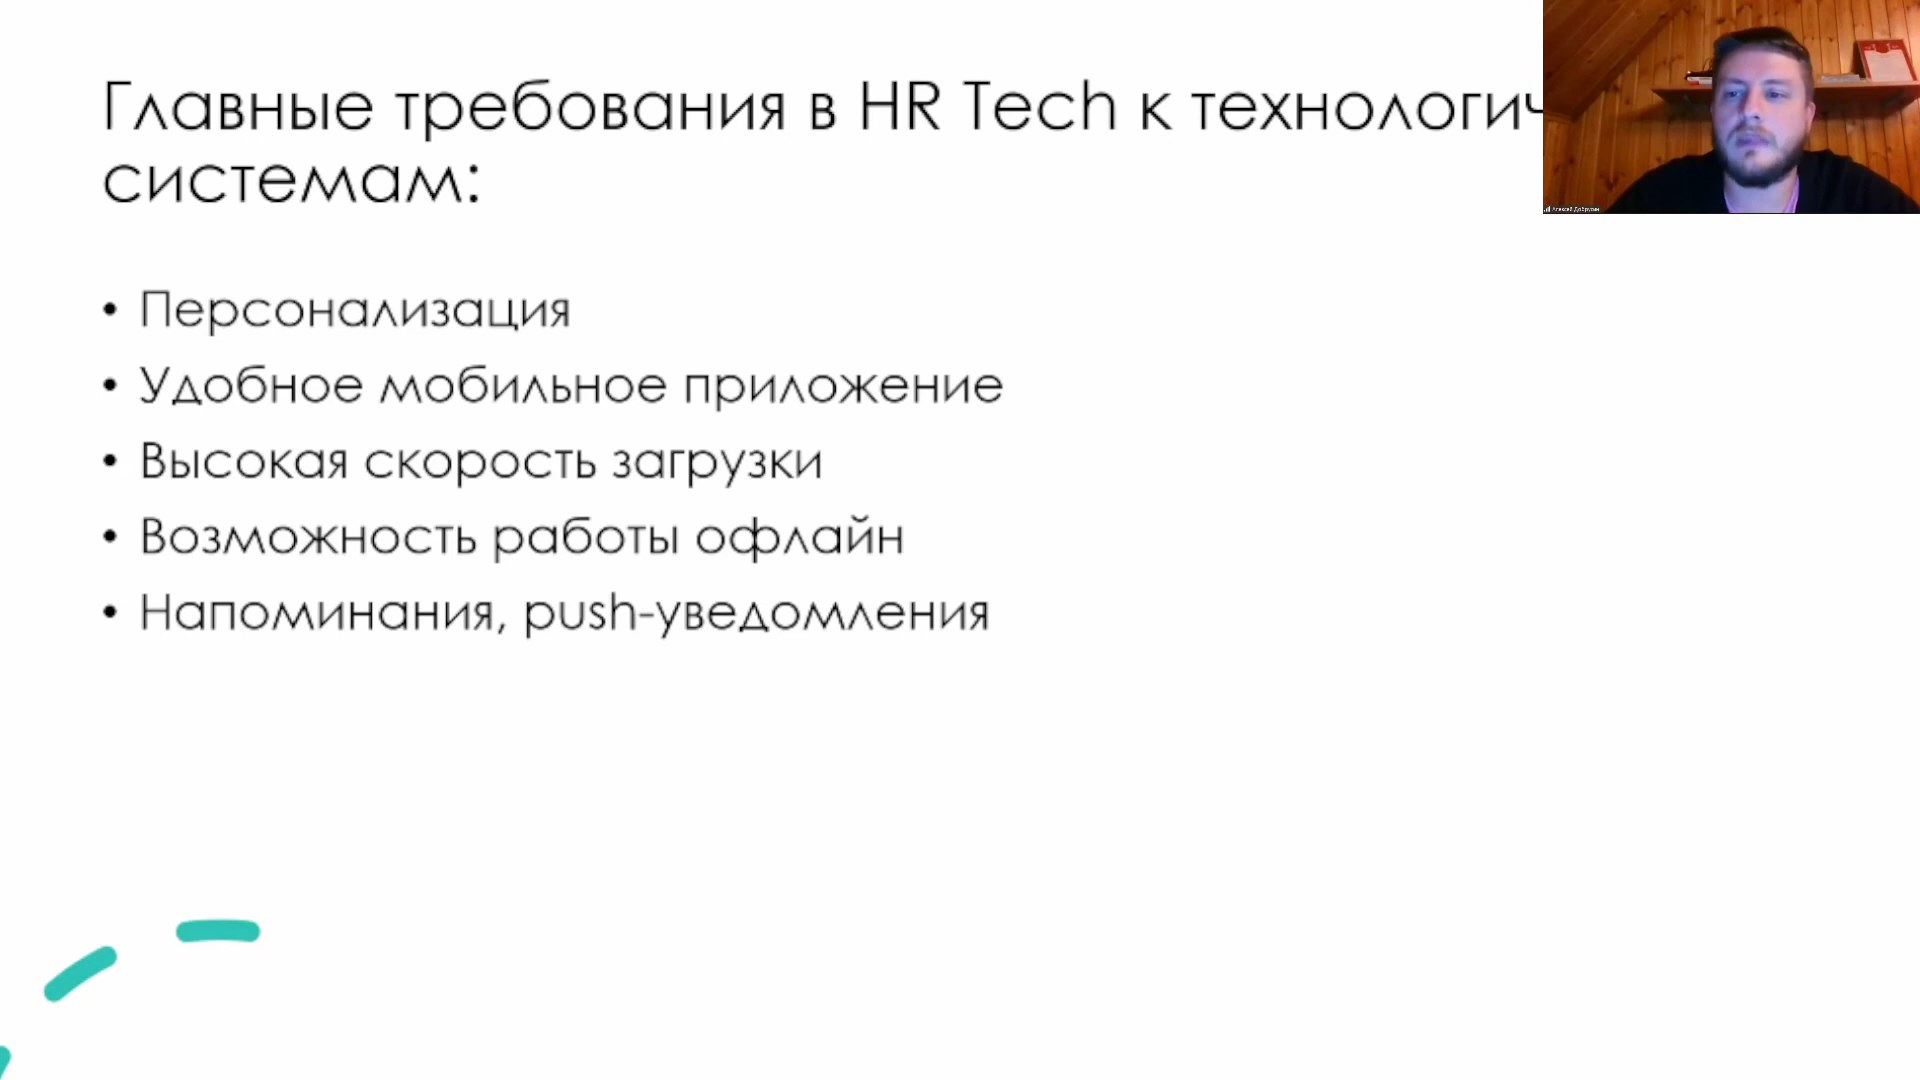 Главные требования в HR Tech к технологич
системам:
• Персонализация
• Удобное мобильное приложение
• Высокая скорость загрузки
• Возможность работы офлайн
• Напоминания, push-уведомления